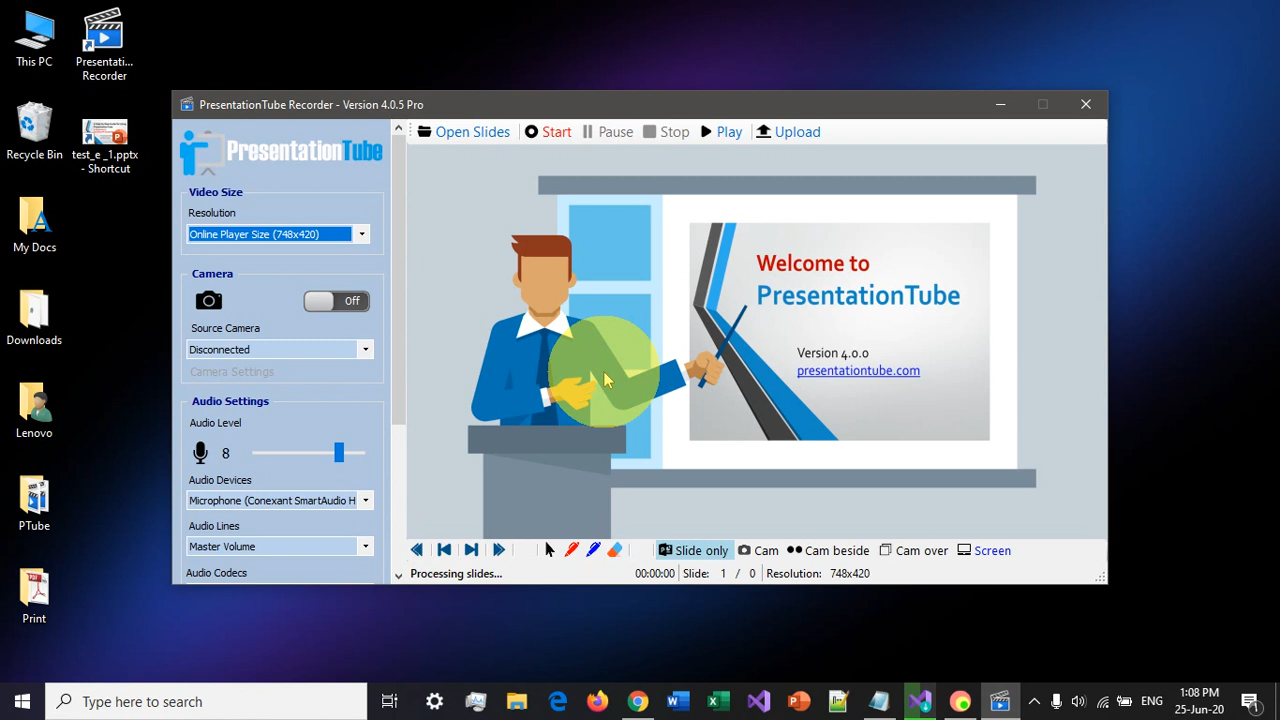 This PC
Presentati...
Recorder
Recycle Bin
test_e _1.pptx
- Shortcut
My Docs
Downloads
Lenovo
PTube
Print
PresentationTube Recorder - Version 4.0.5 Pro
PresentationTube
Video Size
Resolution
Online Player Size (748x420)
Camera
Off
Source Camera
Disconnected
Camera Settings
Audio Settings
Audio Level
8
Audio Devices
Microphone (Conexant SmartAudio H
Audio Lines
Master Volume
Audio Codecs
Open Slides Start Pause Stop Play Upload
Welcome to
PresentationTube
Version 4.0.0
presentationtube.com
Slide only Cam Cam beside Cam over Screen
Processing slides... 00:00:00 Slide: 1 / 0 Resolution: 748x420
Type here to search
ENG
1:08 PM
25-Jun-20
1